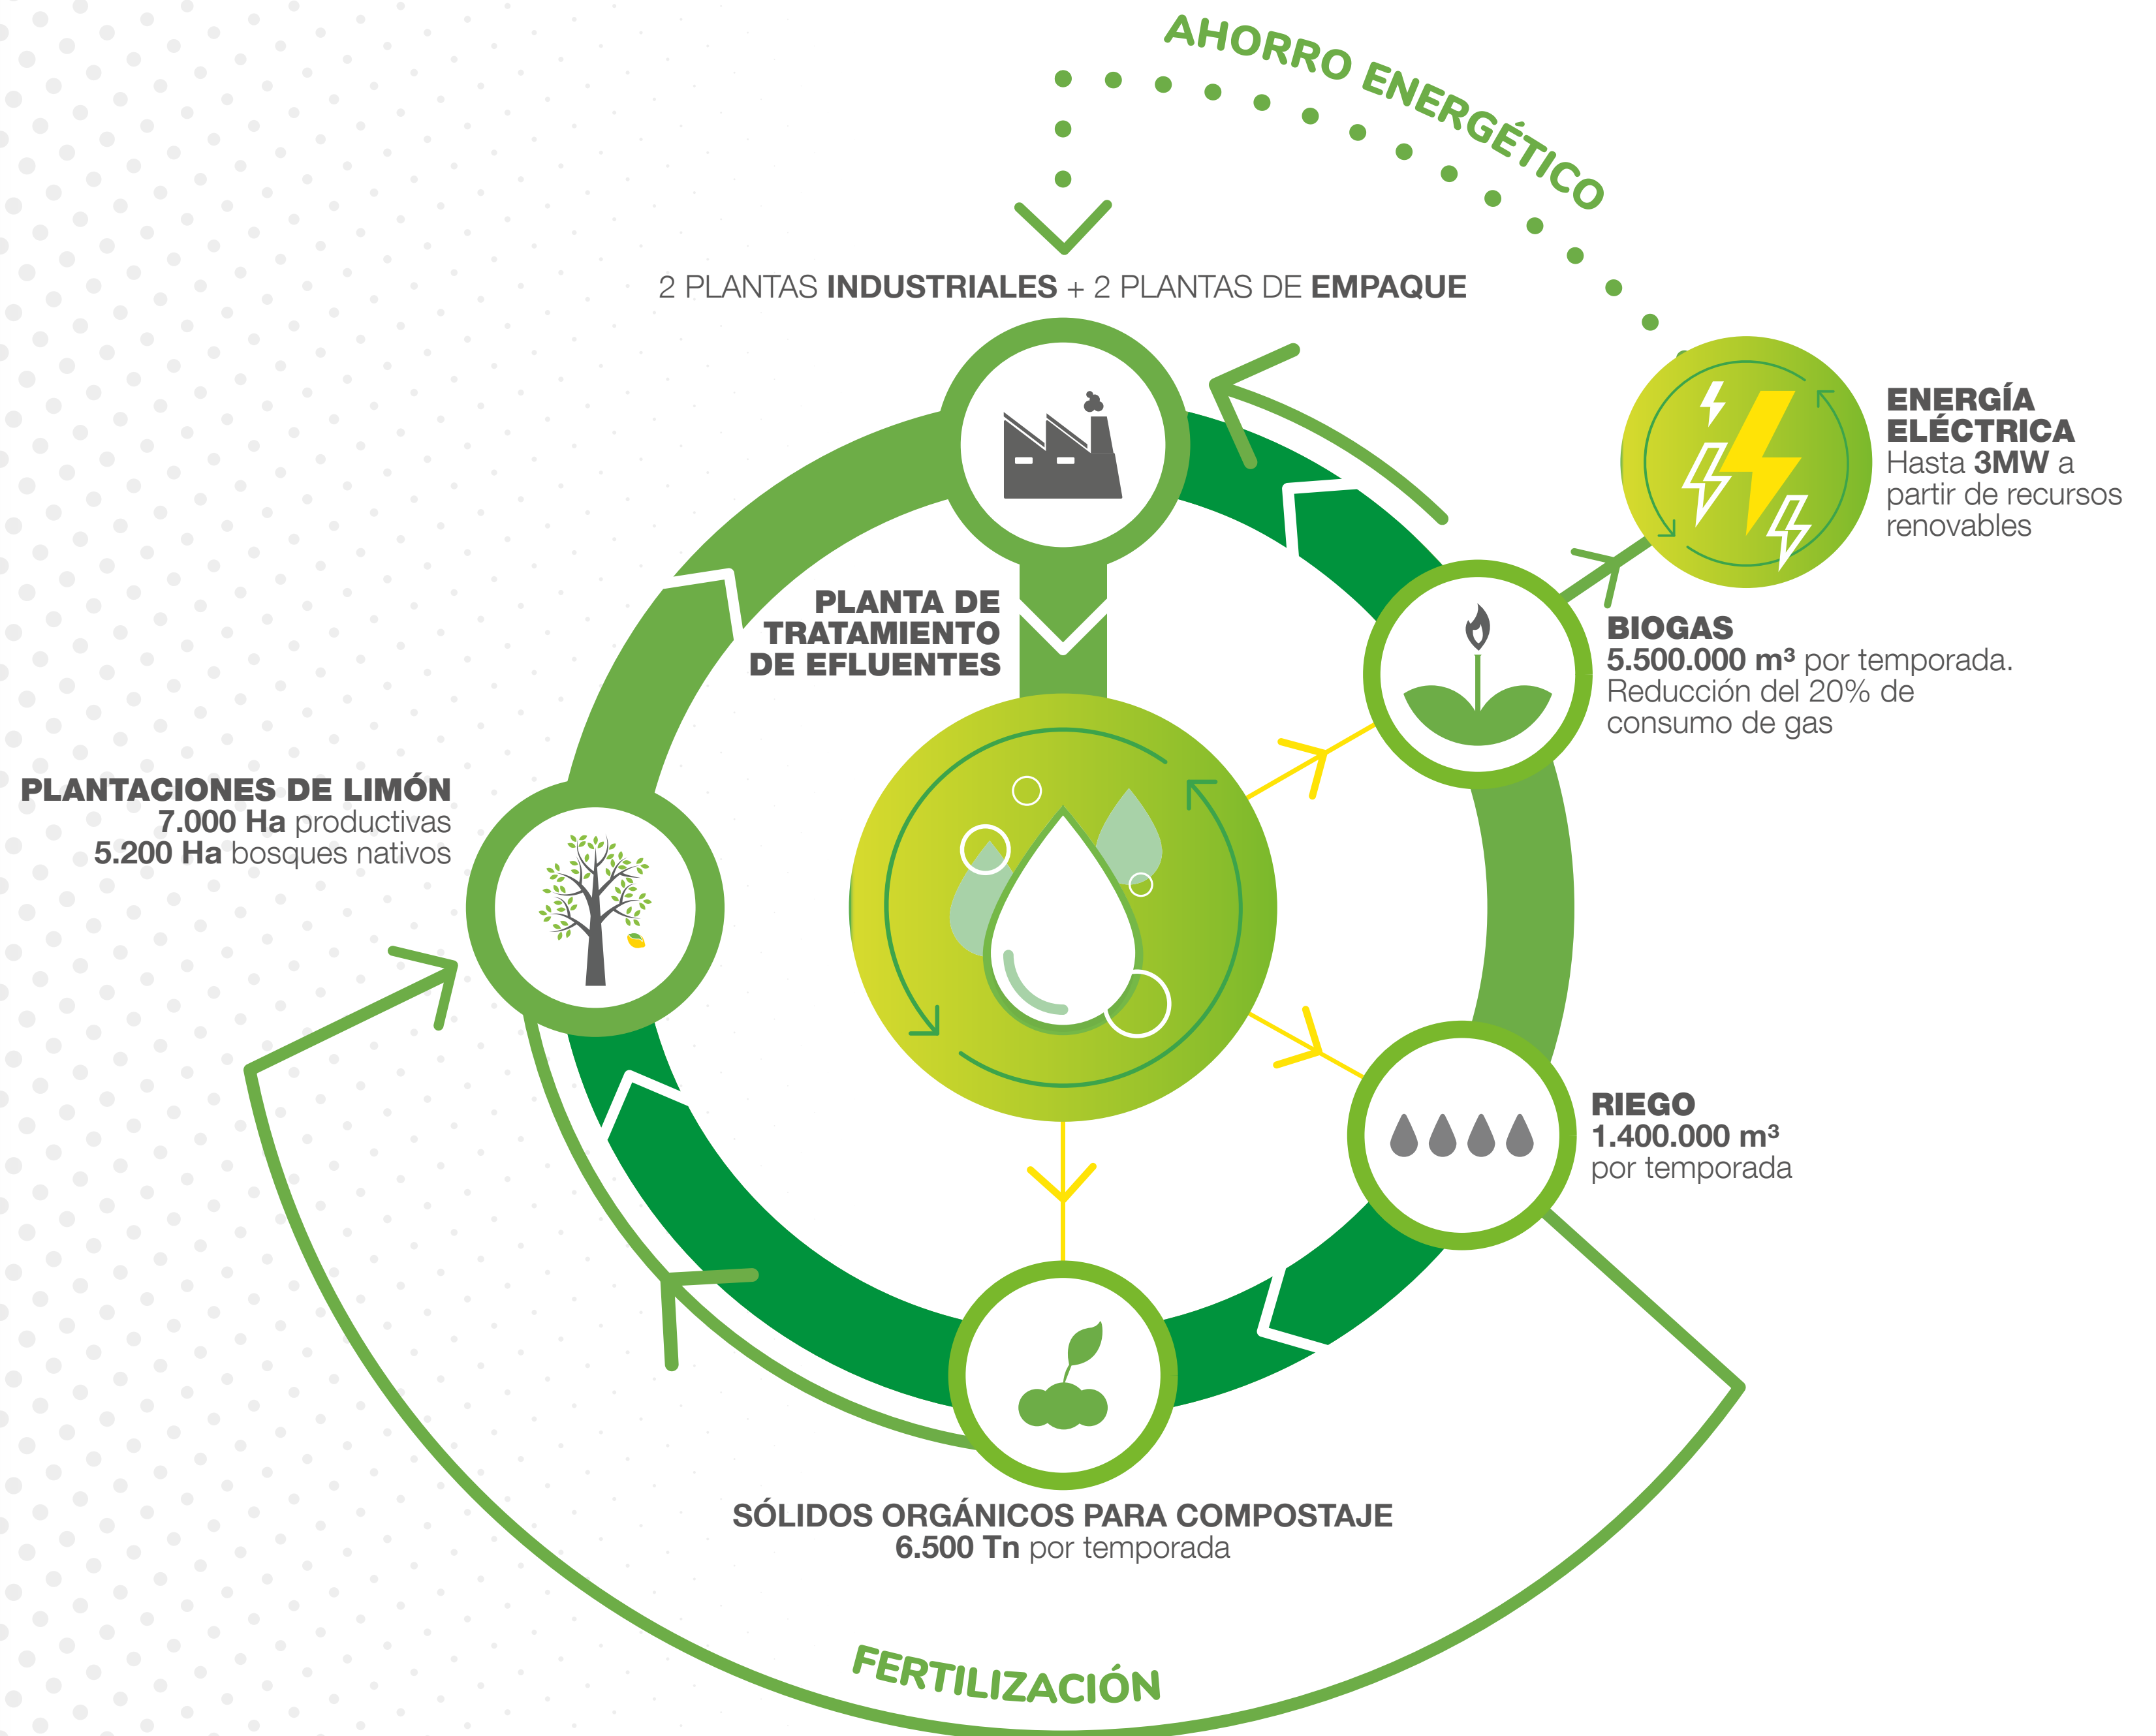 AHORRO ENERGÉTICO
2 PLANTAS INDUSTRIALES + 2 PLANTAS DE EMPAQUE
ENERGÍA
ELÉCTRICA
Hasta 3MW a
partir de recursos
renovables
PLANTA DE
TRATAMIENTO
DE EFLUENTES
BIOGAS
5.500.000 m³ por temporada.
Reducción del 20% de
consumo de gas
PLANTACIONES DE LIMÓN
7.000 Ha productivas
5.200 Ha bosques nativos
RIEGO
1.400.000 m³
por temporada
SÓLIDOS ORGÁNICOS PARA COMPOSTAJE
6.500 Tn por temporada
FERTILIZACIÓN